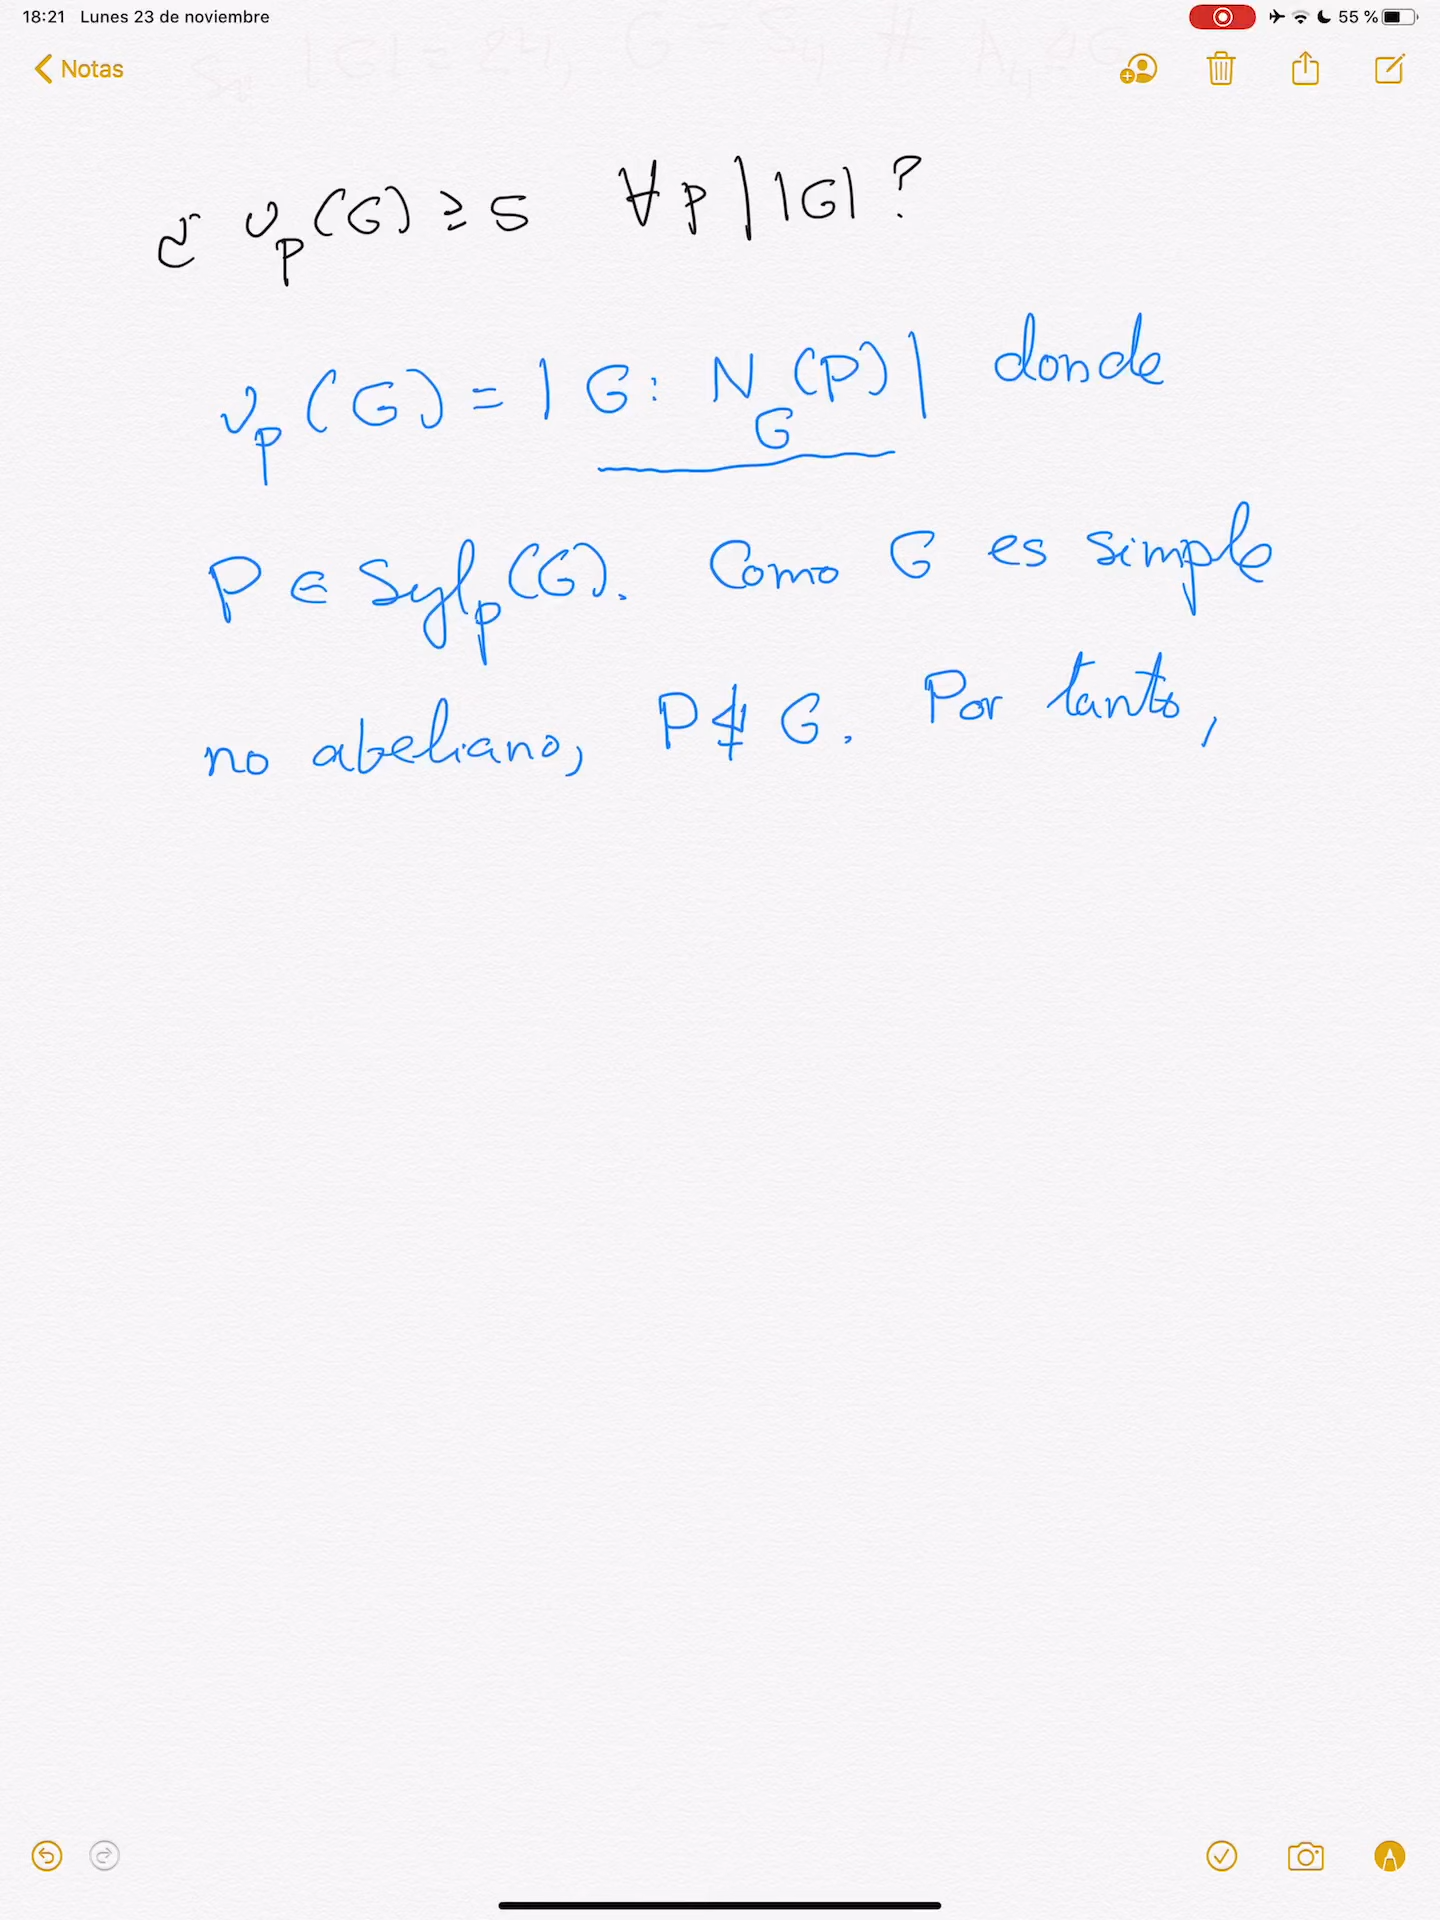 18:21 Lunes 23 de noviembre 55 %
Notas
¿ ν_p(G) ≥ 5 ∀p | |G| ?
ν_p(G) = |G : N_G(P)| donde
P ∈ Syl_p(G). Como G es simple
no abeliano, P ⋬ G. Por tanto,